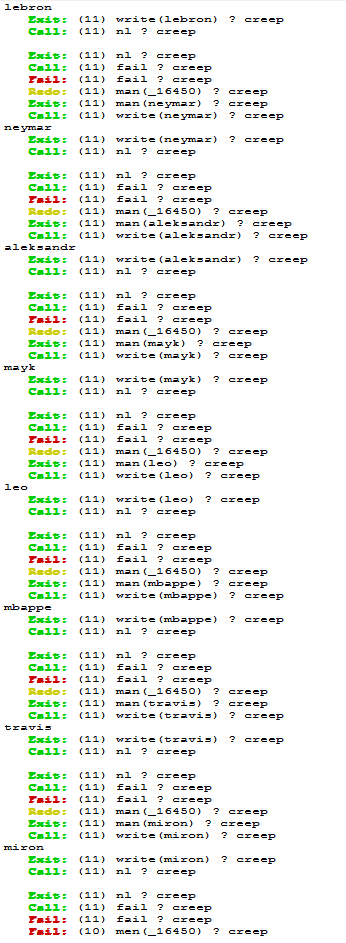 lebron
Exit: (11) write(lebron) ? creep
Call: (11) nl ? creep
Exit: (11) nl ? creep
Call: (11) fail ? creep
Fail: (11) fail ? creep
Redo: (11) man(_16450) ? creep
Exit: (11) man(neymar) ? creep
Call: (11) write(neymar) ? creep
neymar
Exit: (11) write(neymar) ? creep
Call: (11) nl ? creep
Exit: (11) nl ? creep
Call: (11) fail ? creep
Fail: (11) fail ? creep
Redo: (11) man(_16450) ? creep
Exit: (11) man(aleksandr) ? creep
Call: (11) write(aleksandr) ? creep
aleksandr
Exit: (11) write(aleksandr) ? creep
Call: (11) nl ? creep
Exit: (11) nl ? creep
Call: (11) fail ? creep
Fail: (11) fail ? creep
Redo: (11) man(_16450) ? creep
Exit: (11) man(mayk) ? creep
Call: (11) write(mayk) ? creep
mayk
Exit: (11) write(mayk) ? creep
Call: (11) nl ? creep
Exit: (11) nl ? creep
Call: (11) fail ? creep
Fail: (11) fail ? creep
Redo: (11) man(_16450) ? creep
Exit: (11) man(leo) ? creep
Call: (11) write(leo) ? creep
leo
Exit: (11) write(leo) ? creep
Call: (11) nl ? creep
Exit: (11) nl ? creep
Call: (11) fail ? creep
Fail: (11) fail ? creep
Redo: (11) man(_16450) ? creep
Exit: (11) man(mbappe) ? creep
Call: (11) write(mbappe) ? creep
mbappe
Exit: (11) write(mbappe) ? creep
Call: (11) nl ? creep
Exit: (11) nl ? creep
Call: (11) fail ? creep
Fail: (11) fail ? creep
Redo: (11) man(_16450) ? creep
Exit: (11) man(travis) ? creep
Call: (11) write(travis) ? creep
travis
Exit: (11) write(travis) ? creep
Call: (11) nl ? creep
Exit: (11) nl ? creep
Call: (11) fail ? creep
Fail: (11) fail ? creep
Redo: (11) man(_16450) ? creep
Exit: (11) man(miron) ? creep
Call: (11) write(miron) ? creep
miron
Exit: (11) write(miron) ? creep
Call: (11) nl ? creep
Exit: (11) nl ? creep
Call: (11) fail ? creep
Fail: (11) fail ? creep
Fail: (10) men(_16450) ? creep